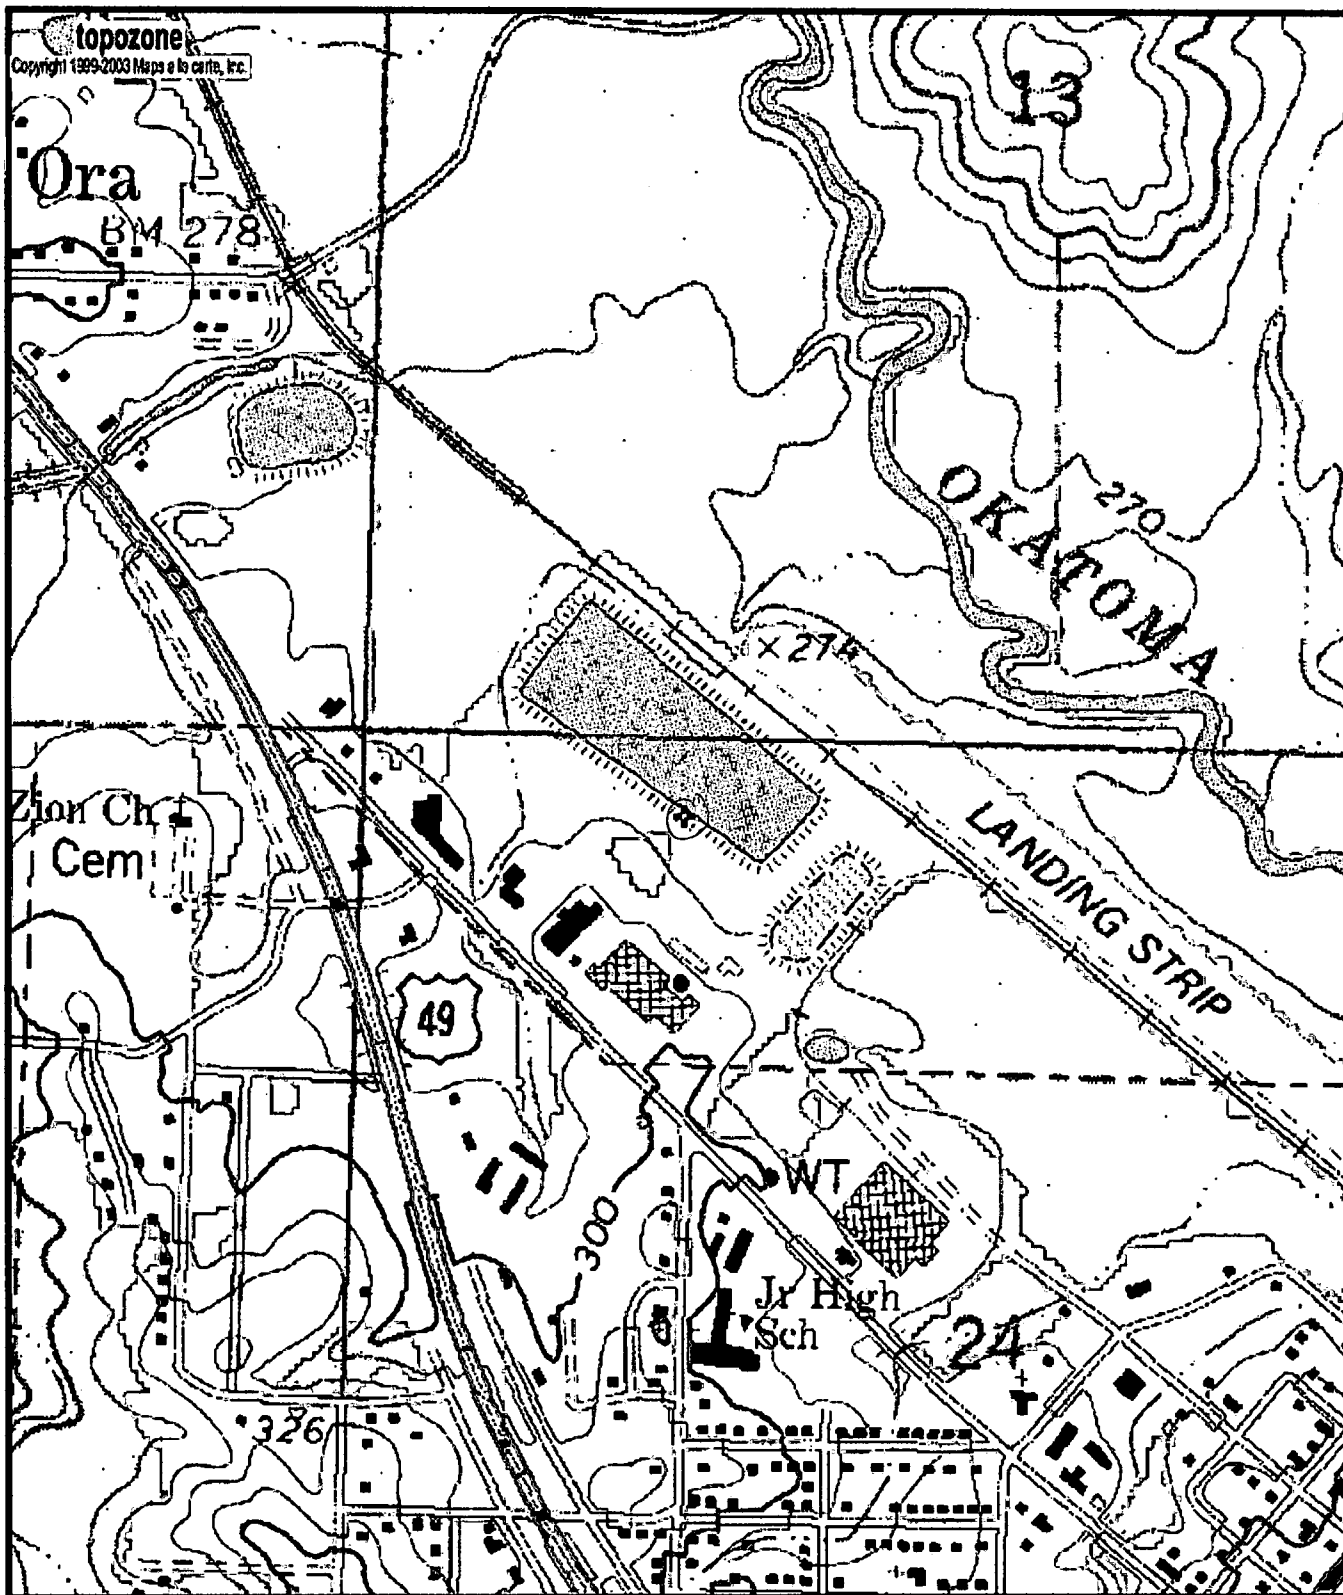 topozone
Copyright 1999-2003 Maps a la carte, Inc.
13
Ora
BM 278
OKATOMA
270
×274
Zion Ch
Cem
LANDING STRIP
49
WT
300
Jr High
Sch
24
326